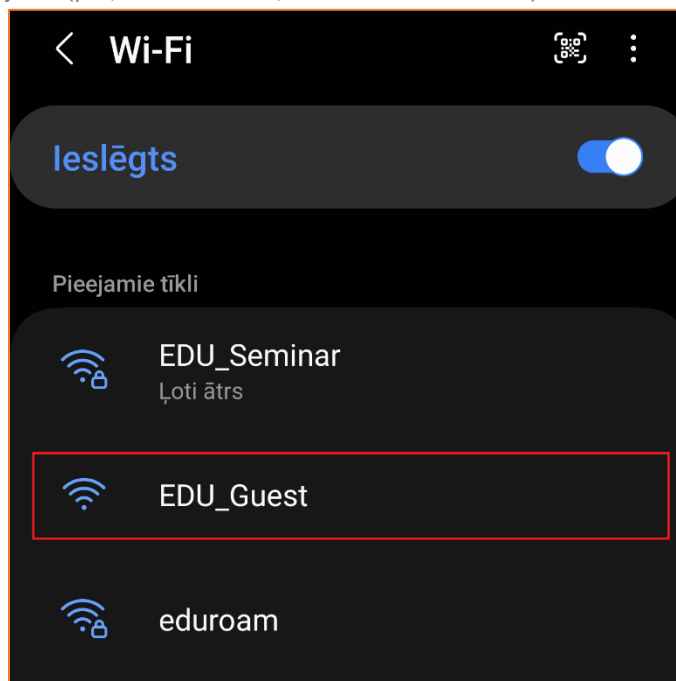 Wi-Fi
Ieslēgts
Pieejamie tīkli
EDU_Seminar
Ļoti ātrs
EDU_Guest
eduroam